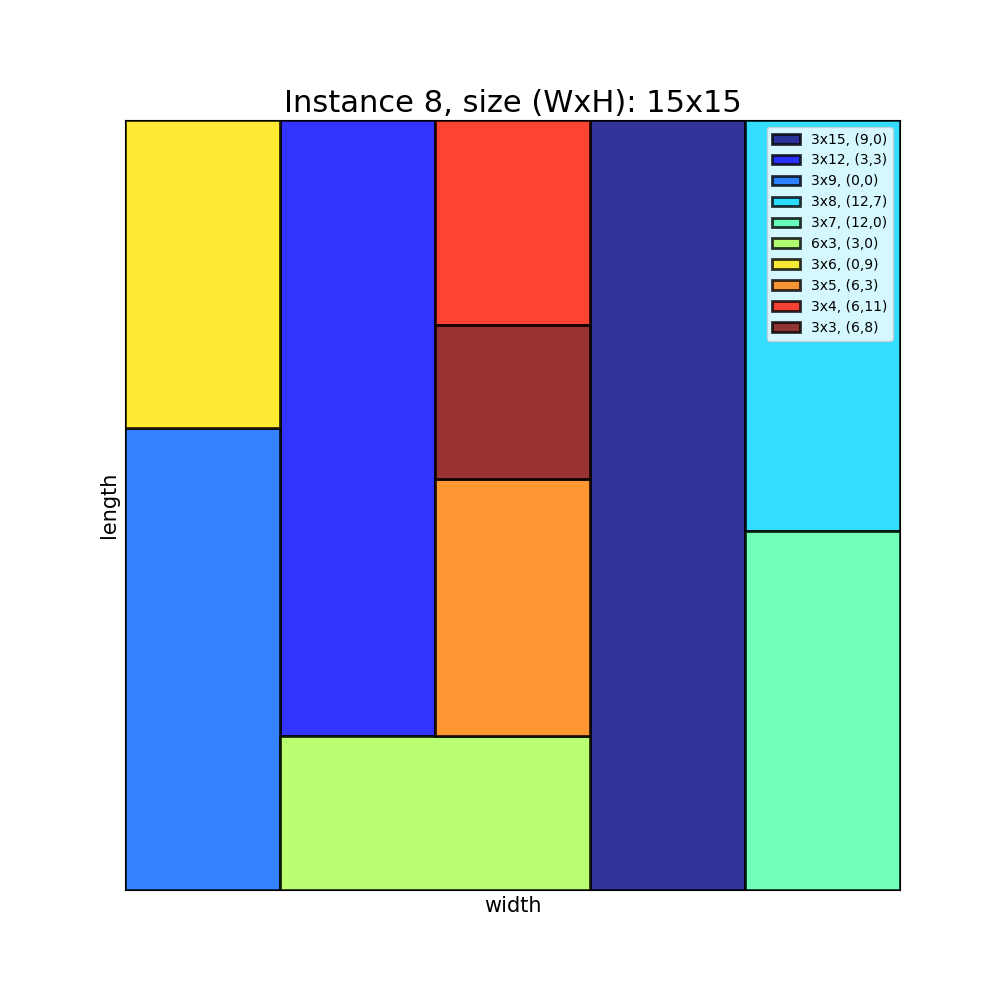 Instance 8, size (WxH): 15x15
3x15, (9,0)
3x12, (3,3)
3x9, (0,0)
3x8, (12,7)
3x7, (12,0)
6x3, (3,0)
3x6, (0,9)
3x5, (6,3)
3x4, (6,11)
3x3, (6,8)
length
width